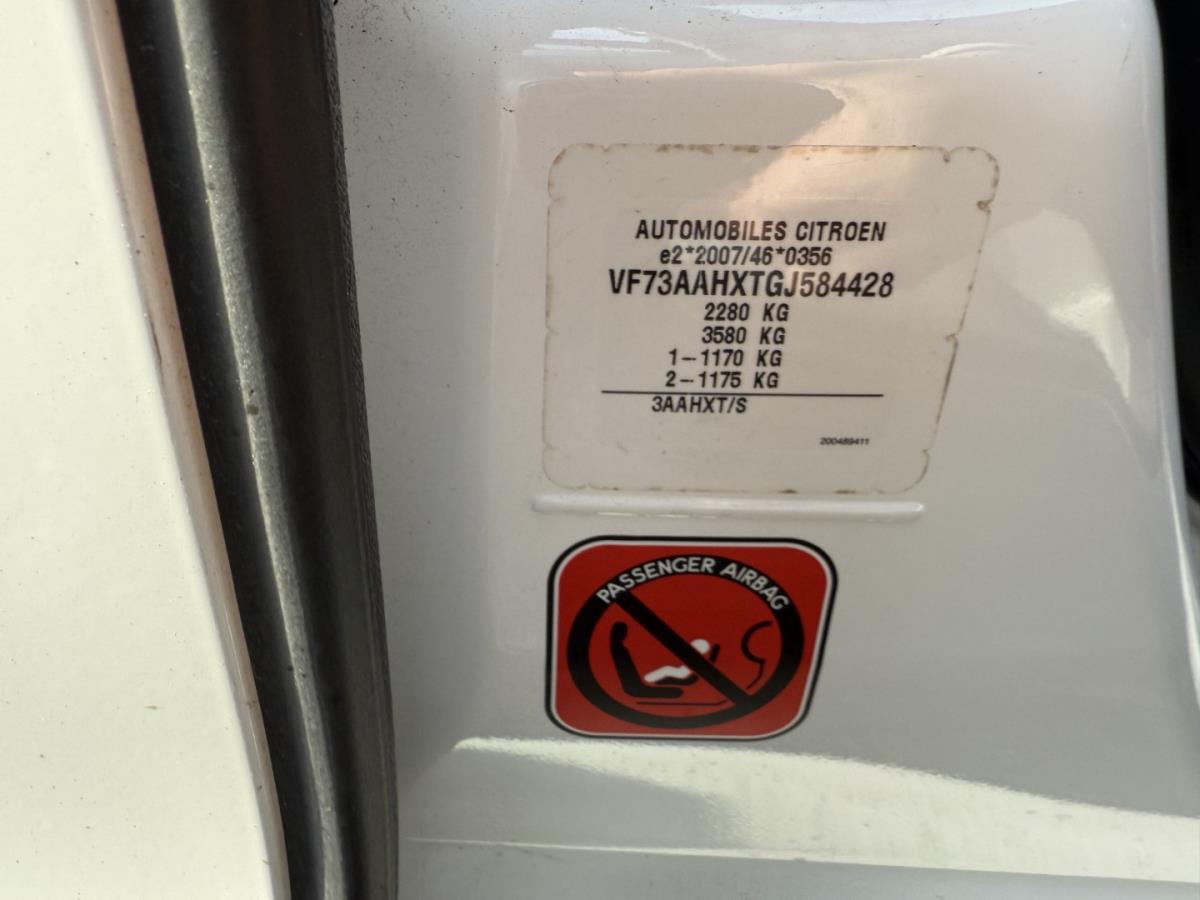 AUTOMOBILES CITROEN
e2*2007/46*0356
VF73AAHXTGJ584428
2280 KG
3580 KG
1-1170 KG
2-1175 KG
3AAHXT/S
200489411
PASSENGER AIRBAG